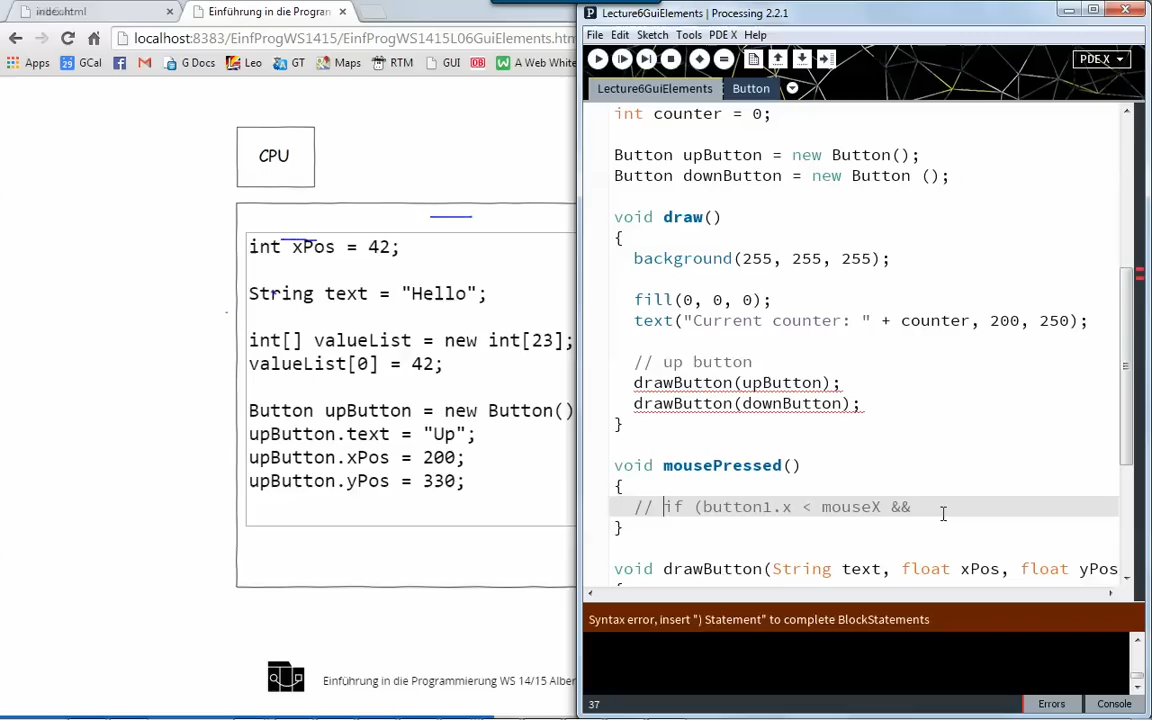 index.html
Einführung in die Program
localhost:8383/EinfProgWS1415/EinfProgWS1415L06GuiElements.htm
Apps
GCal
M
G Docs
Leo
GT
Maps
RTM
GUI
DB
W A Web White
CPU
int xPos = 42;
String text = "Hello";
int[] valueList = new int[23];
valueList[0] = 42;
Button upButton = new Button()
upButton.text = "Up";
upButton.xPos = 200;
upButton.yPos = 330;
Einführung in die Programmierung WS 14/15 Alber
Lecture6GuiElements | Processing 2.2.1
File Edit Sketch Tools PDE X Help
PDE X
Lecture6GuiElements
Button
int counter = 0;
Button upButton = new Button();
Button downButton = new Button ();
void draw()
{
background(255, 255, 255);
fill(0, 0, 0);
text("Current counter: " + counter, 200, 250);
// up button
drawButton(upButton);
drawButton(downButton);
}
void mousePressed()
{
// if (button1.x < mouseX &&
}
void drawButton(String text, float xPos, float yPos
Syntax error, insert ") Statement" to complete BlockStatements
37
Errors
Console